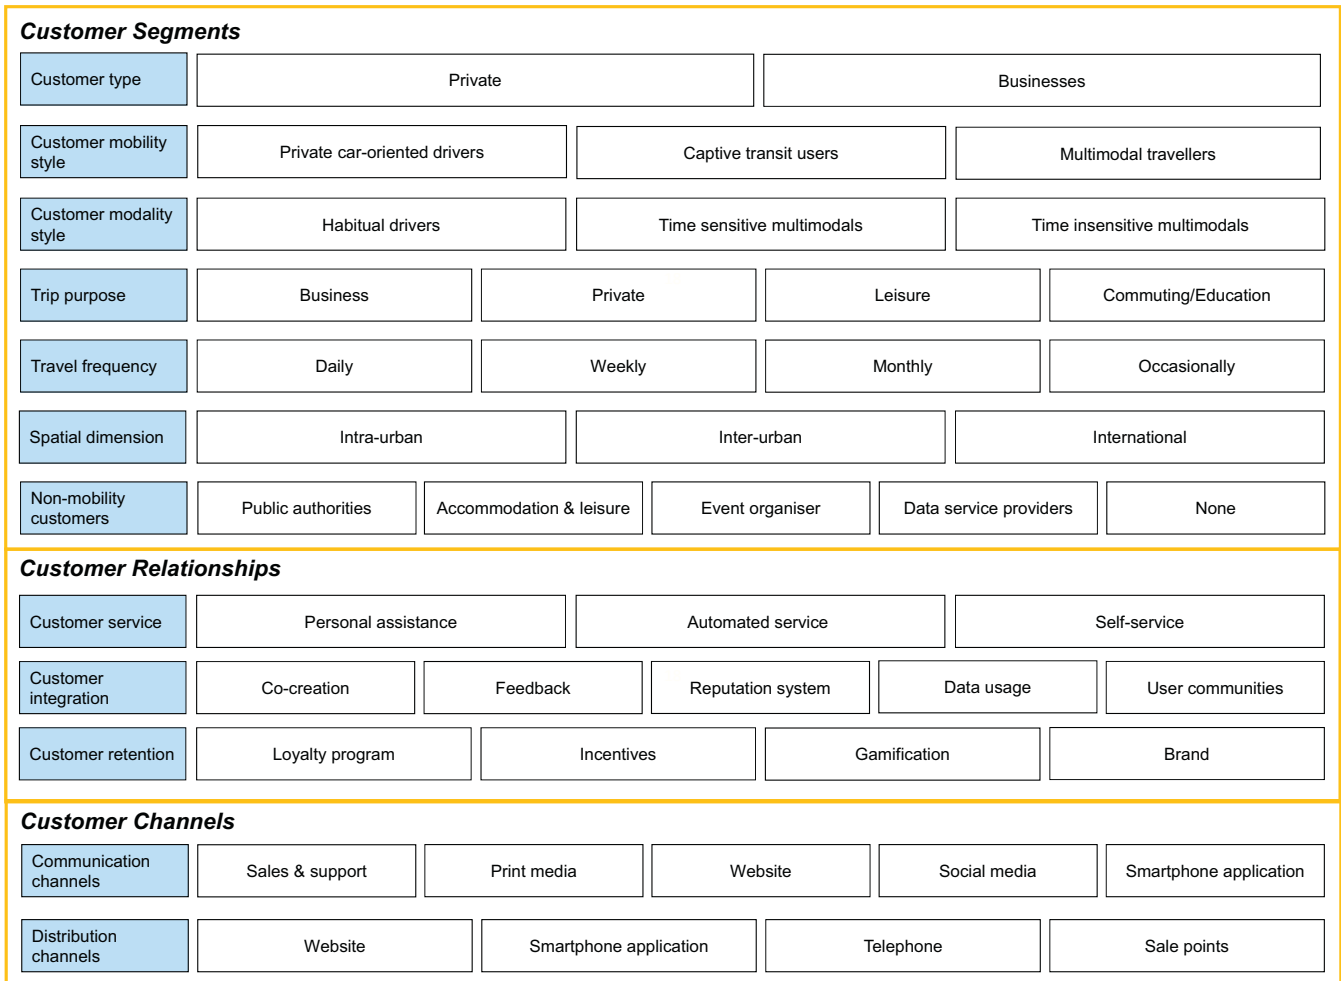 Customer Segments
Customer type
Private
Businesses
Customer mobility
style
Private car-oriented drivers
Captive transit users
Multimodal travellers
Customer modality
style
Habitual drivers
Time sensitive multimodals
Time insensitive multimodals
Trip purpose
Business
Private
Leisure
Commuting/Education
Travel frequency
Daily
Weekly
Monthly
Occasionally
Spatial dimension
Intra-urban
Inter-urban
International
Non-mobility
customers
Public authorities
Accommodation & leisure
Event organiser
Data service providers
None
Customer Relationships
Customer service
Personal assistance
Automated service
Self-service
Customer
integration
Co-creation
Feedback
Reputation system
Data usage
User communities
Customer retention
Loyalty program
Incentives
Gamification
Brand
Customer Channels
Communication
channels
Sales & support
Print media
Website
Social media
Smartphone application
Distribution
channels
Website
Smartphone application
Telephone
Sale points